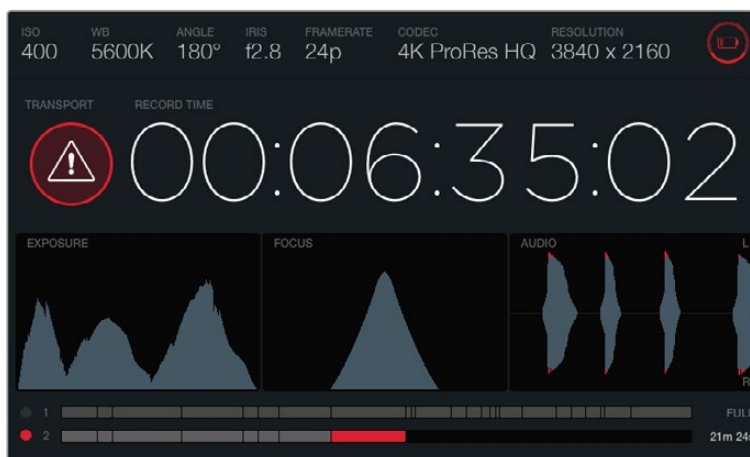 ISO WB ANGLE IRIS FRAMERATE CODEC RESOLUTION
400 5600K 180° f2.8 24p 4K ProRes HQ 3840 x 2160
TRANSPORT RECORD TIME
00:06:35:02
EXPOSURE FOCUS AUDIO L
R
1 FULL
2 21m 24s